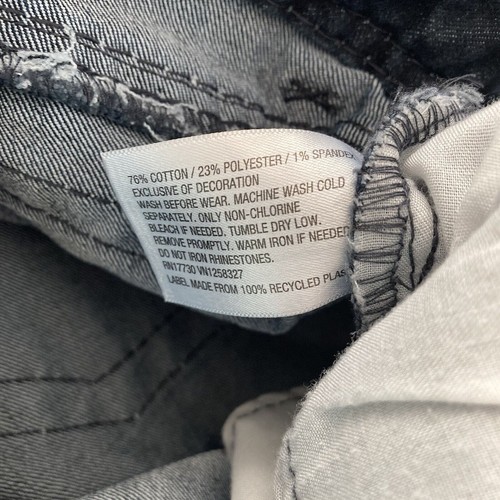 76% COTTON / 23% POLYESTER / 1% SPANDEX
EXCLUSIVE OF DECORATION
WASH BEFORE WEAR. MACHINE WASH COLD
SEPARATELY. ONLY NON-CHLORINE
BLEACH IF NEEDED. TUMBLE DRY LOW.
REMOVE PROMPTLY. WARM IRON IF NEEDED
DO NOT IRON RHINESTONES.
RN17730 VN1258327
LABEL MADE FROM 100% RECYCLED PLAS